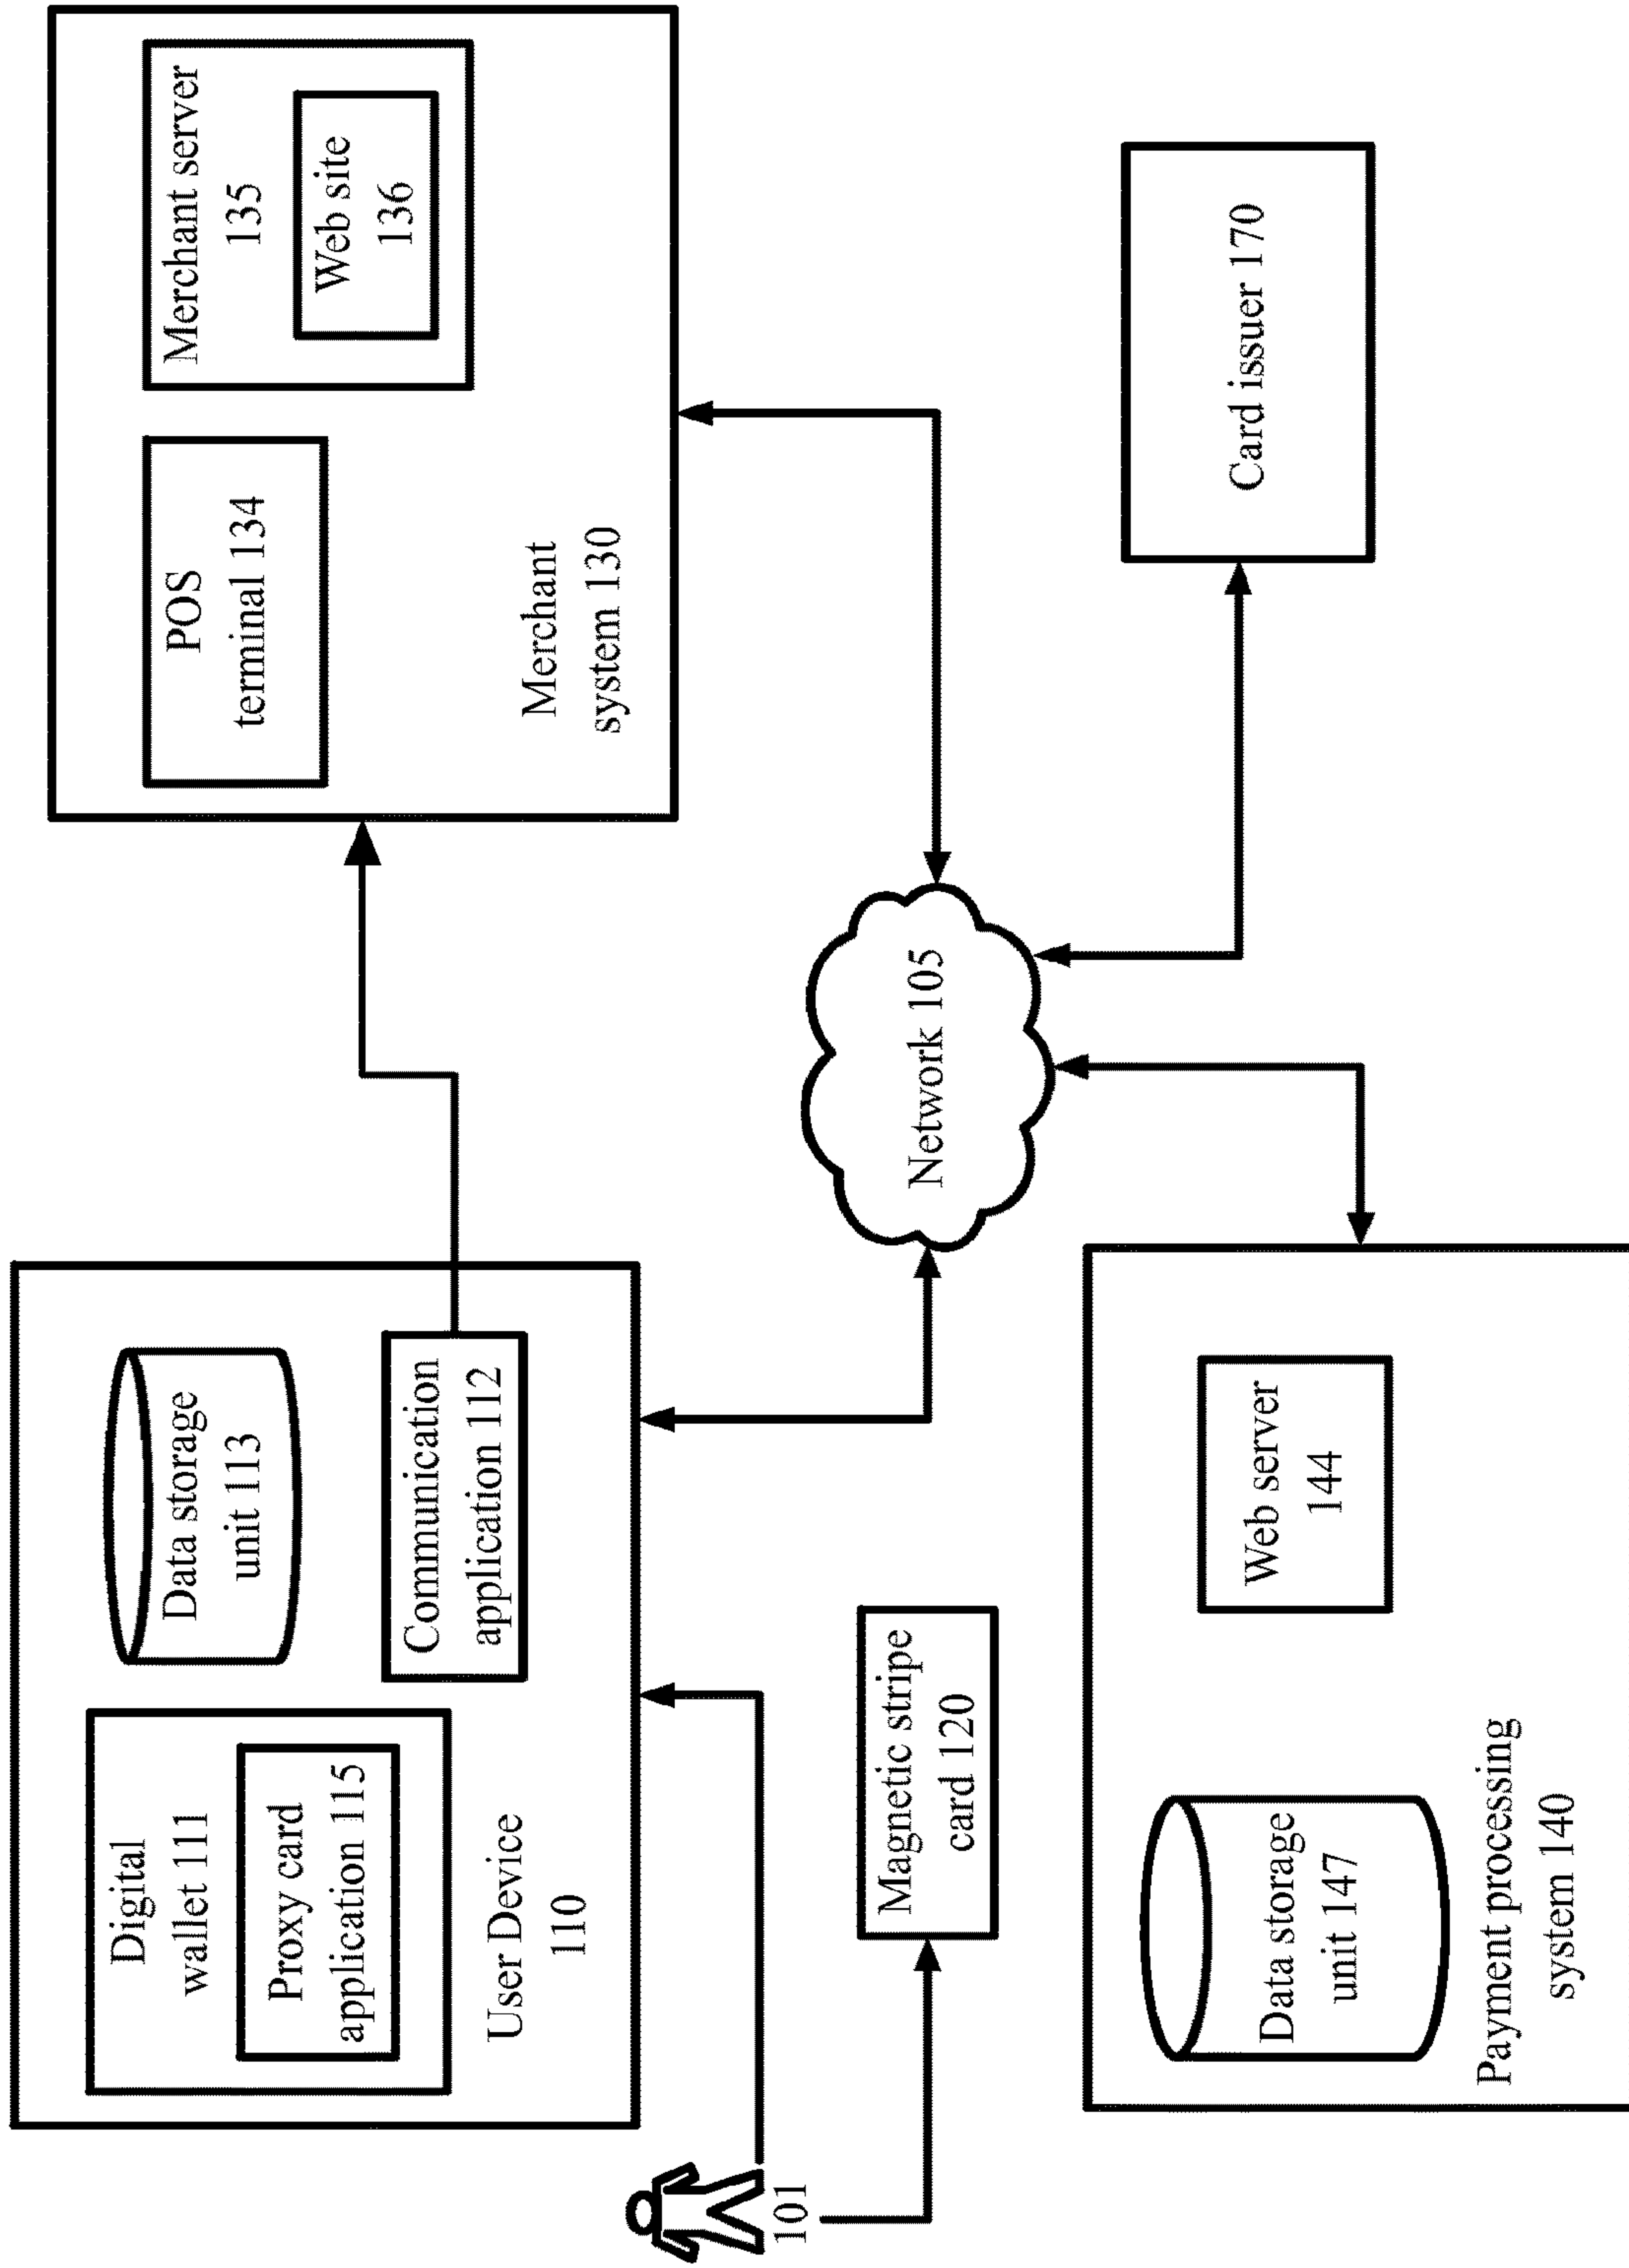 Digital
wallet 111
Proxy card
application 115
Data storage
unit 113
Communication
application 112
User Device
110
POS
terminal 134
Merchant server
135
Web site
136
Merchant
system 130
101
Magnetic stripe
card 120
Network 105
Card issuer 170
Data storage
unit 147
Web server
144
Payment processing
system 140